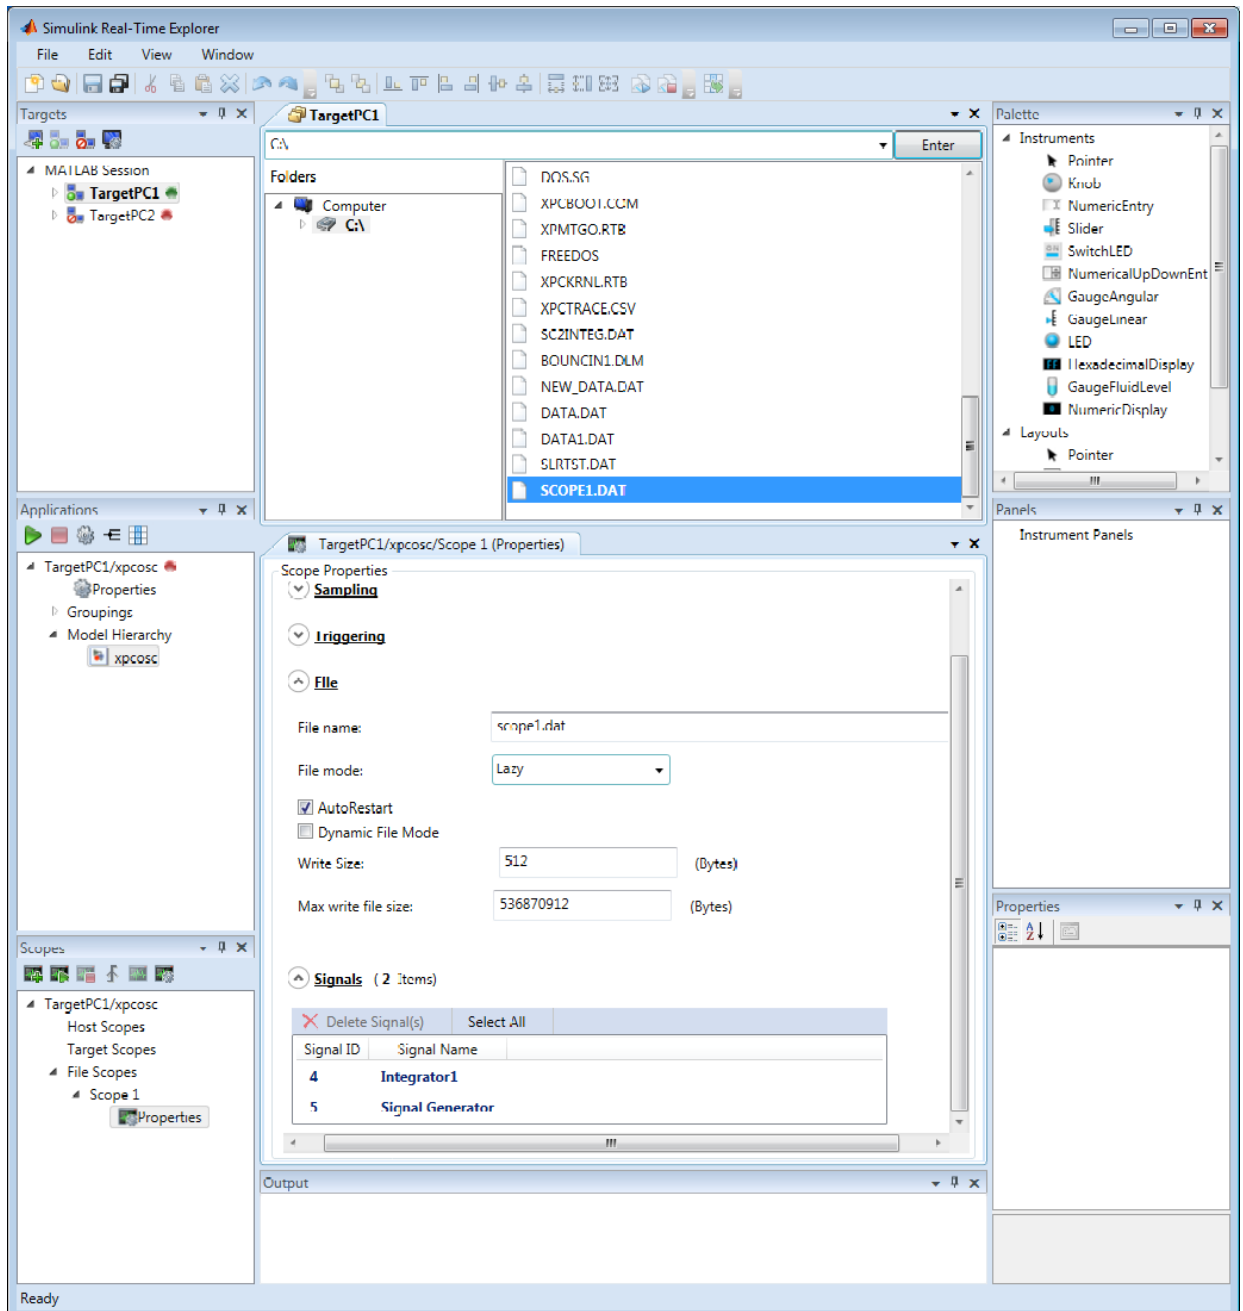 Simulink Real-Time Explorer
File Edit View Window
Targets
MATLAB Session
TargetPC1
TargetPC2
TargetPC1
C:\
Enter
Folders
Computer
C:\
DOS.SG
XPCBOOT.COM
XPMTGO.RTB
FREEDOS
XPCKRNL.RTB
XPCTRACE.CSV
SC2INTEG.DAT
BOUNCIN1.DLM
NEW_DATA.DAT
DATA.DAT
DATA1.DAT
SLRTST.DAT
SCOPE1.DAT
Palette
Instruments
Pointer
Knob
NumericEntry
Slider
SwitchLED
NumericalUpDownEnt
GaugeAngular
GaugeLinear
LED
HexadecimalDisplay
GaugeFluidLevel
NumericDisplay
Layouts
Pointer
Applications
TargetPC1/xpcosc
Properties
Groupings
Model Hierarchy
xpcosc
TargetPC1/xpcosc/Scope 1 (Properties)
Scope Properties
Sampling
Triggering
File
File name: scope1.dat
File mode: Lazy
AutoRestart
Dynamic File Mode
Write Size: 512 (Bytes)
Max write file size: 536870912 (Bytes)
Signals (2 Items)
Delete Signal(s) Select All
Signal ID Signal Name
4 Integrator1
5 Signal Generator
Panels
Instrument Panels
Properties
Scopes
TargetPC1/xpcosc
Host Scopes
Target Scopes
File Scopes
Scope 1
Properties
Output
Ready